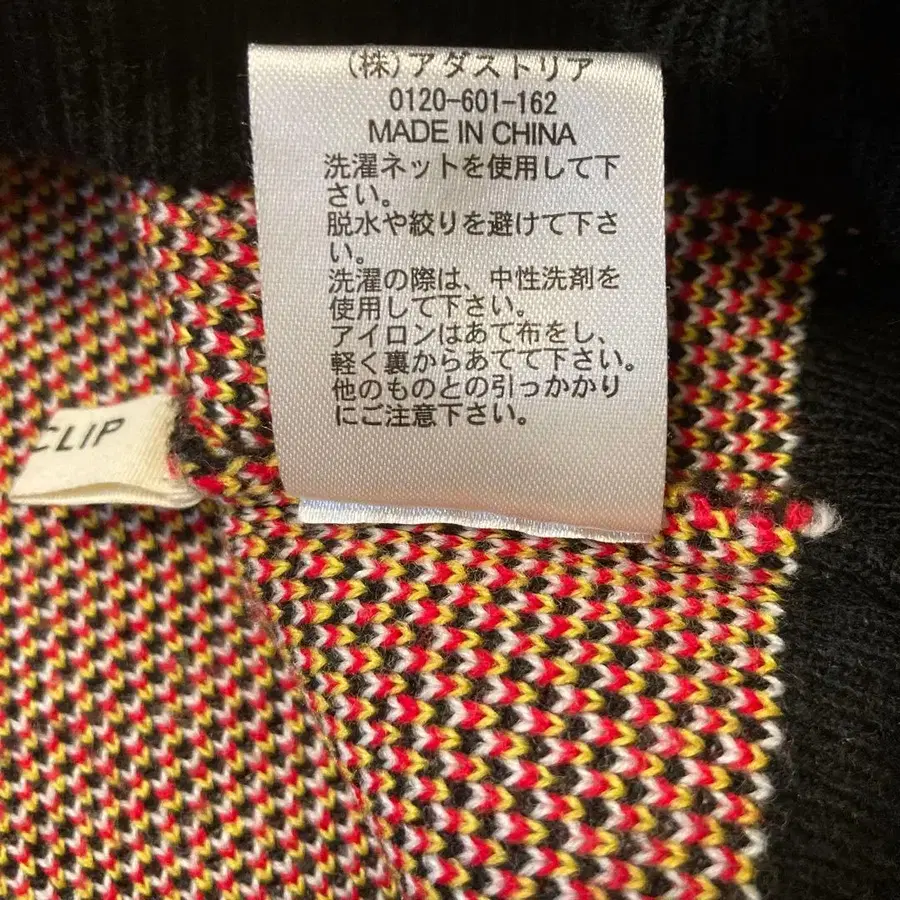 (株)アダストリア
0120-601-162
MADE IN CHINA
洗濯ネットを使用して下
さい。
脱水や絞りを避けて下さ
い。
洗濯の際は、中性洗剤を
使用して下さい。
アイロンはあて布をし、
軽く裏からあてて下さい。
他のものとの引っかかり
にご注意下さい。
CLIP